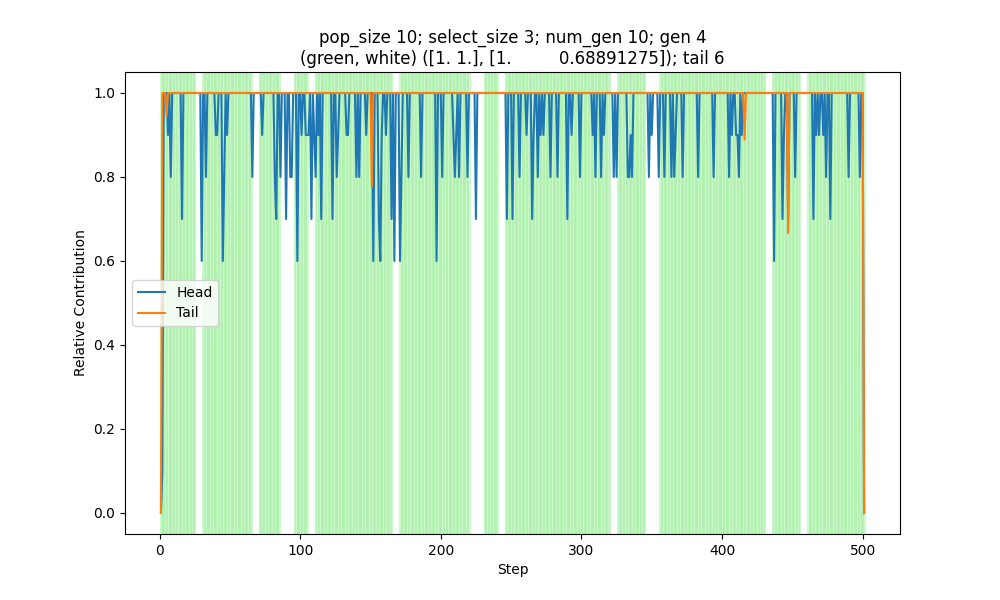 pop_size 10; select_size 3; num_gen 10; gen 4
(green, white) ([1. 1.], [1.          0.68891275]); tail 6
1.0
0.8
0.6
0.4
0.2
0.0
Relative Contribution
Head
Tail
0
100
200
300
400
500
Step